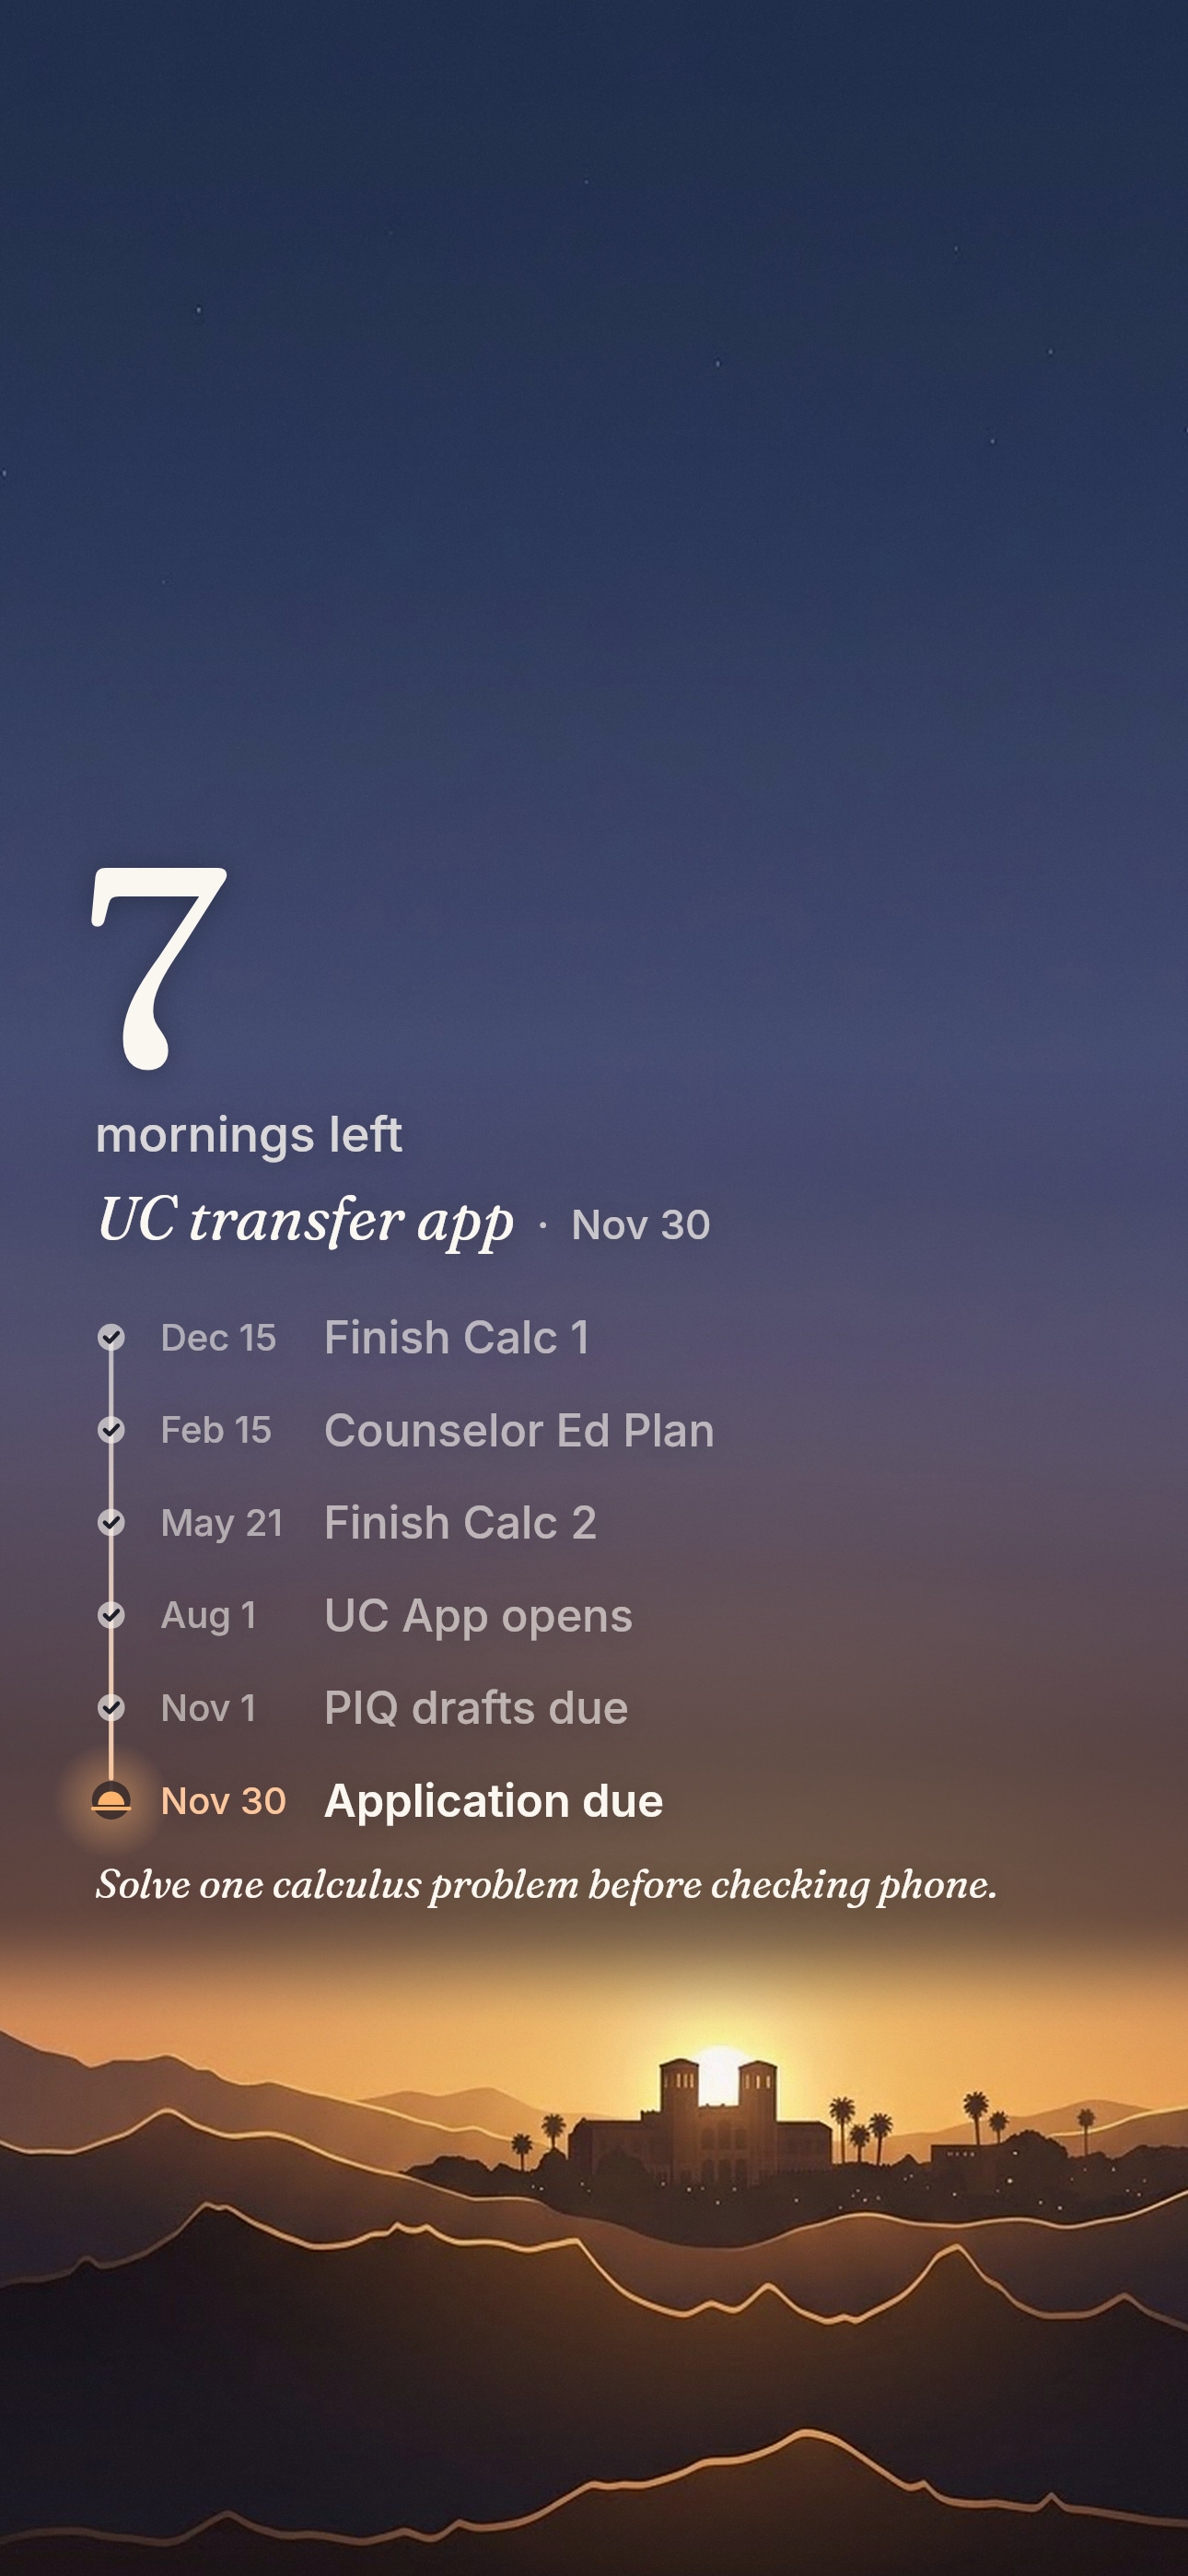 7
mornings left
UC transfer app · Nov 30
Dec 15 Finish Calc 1
Feb 15 Counselor Ed Plan
May 21 Finish Calc 2
Aug 1 UC App opens
Nov 1 PIQ drafts due
Nov 30 Application due
Solve one calculus problem before checking phone.